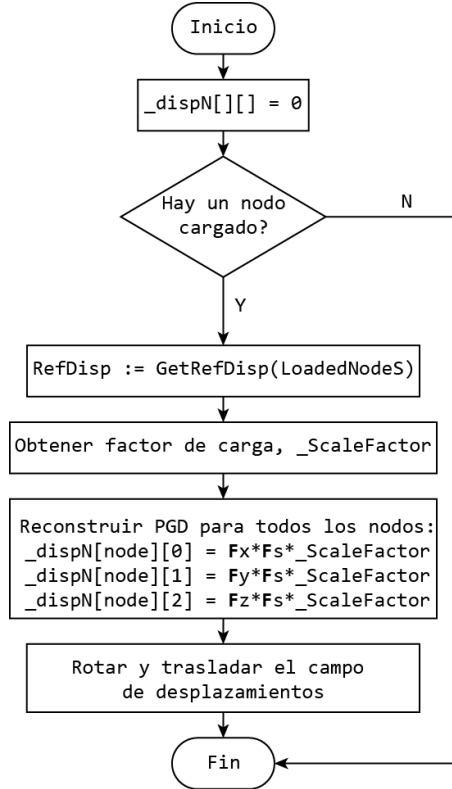 Inicio
_dispN[][] = 0
Hay un nodo
cargado?
N
Y
RefDisp := GetRefDisp(LoadedNodeS)
Obtener factor de carga, _ScaleFactor
Reconstruir PGD para todos los nodos:
_dispN[node][0] = Fx*Fs*_ScaleFactor
_dispN[node][1] = Fy*Fs*_ScaleFactor
_dispN[node][2] = Fz*Fs*_ScaleFactor
Rotar y trasladar el campo
de desplazamientos
Fin